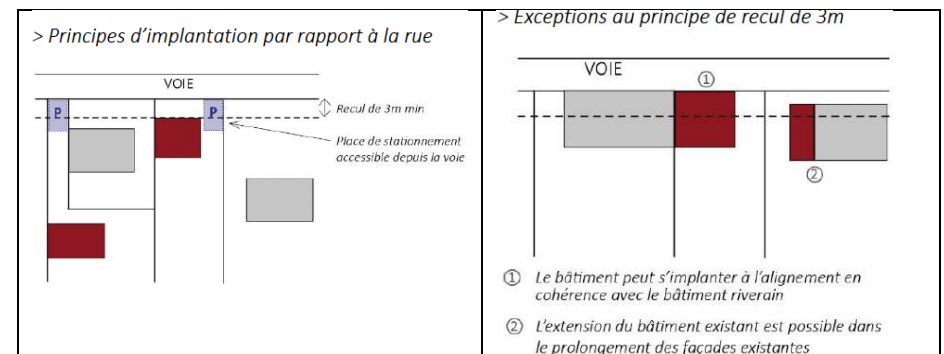 > Principes d'implantation par rapport à la rue
VOIE
P
P
Recul de 3m min
Place de stationnement
accessible depuis la voie
> Exceptions au principe de recul de 3m
VOIE
①
②
① Le bâtiment peut s'implanter à l'alignement en
cohérence avec le bâtiment riverain
② L'extension du bâtiment existant est possible dans
le prolongement des façades existantes